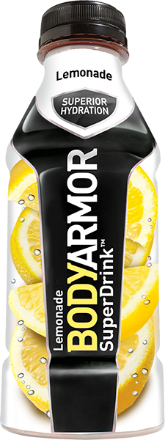 Lemonade
SUPERIOR
HYDRATION
Lemonade
BODYARMOR
SuperDrink™